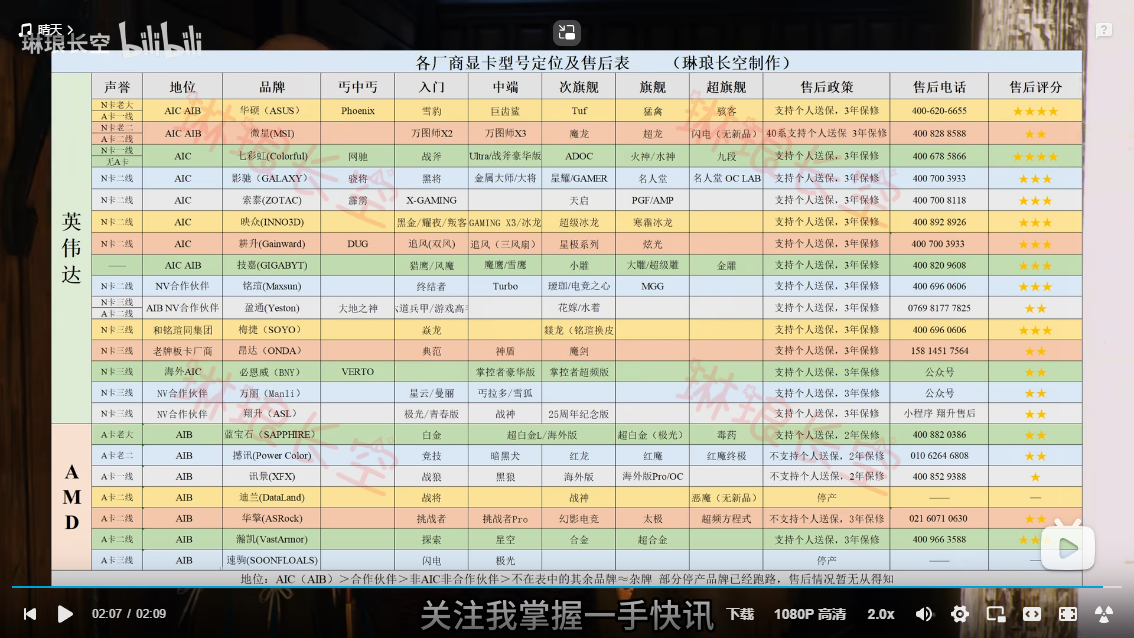 晴天
琳琅长空 bilibili
各厂商显卡型号定位及售后表 （琳琅长空制作）
声誉 地位 品牌 丐中丐 入门 中端 次旗舰 旗舰 超旗舰 售后政策 售后电话 售后评分
英伟达
N卡老大 A卡一线 AIC AIB 华硕（ASUS） Phoenix 雪豹 巨齿鲨 Tuf 猛禽 骇客 支持个人送保，3年保修 400-620-6655 ★★★★
N卡老二 A卡二线 AIC AIB 微星(MSI) 万图师X2 万图师X3 魔龙 超龙 闪电（无新品） 40系支持个人送保 3年保修 400 828 8588 ★★
N卡一线 无A卡 AIC 七彩虹(Colorful) 网驰 战斧 Ultra/战斧豪华版 ADOC 火神/水神 九段 支持个人送保，3年保修 400 678 5866 ★★★★
N卡二线 AIC 影驰（GALAXY） 骁将 黑将 金属大师/大将 星耀/GAMER 名人堂 名人堂 OC LAB 支持个人送保，3年保修 400 700 3933 ★★★
N卡二线 AIC 索泰(ZOTAC) 霹雳 X-GAMING 天启 PGF/AMP 支持个人送保，3年保修 400 700 8118 ★★★
N卡二线 AIC 映众(INNO3D) 黑金/曜夜/叛客 GAMING X3/冰龙 超级冰龙 寒霜冰龙 支持个人送保，3年保修 400 892 8926 ★★★
N卡二线 AIC 耕升(Gainward) DUG 追风(双风) 追风（三风扇） 星极系列 炫光 支持个人送保，3年保修 400 700 3933 ★★★
—— AIC AIB 技嘉(GIGABYT) 猎鹰/风魔 魔鹰/雪鹰 小雕 大雕/超级雕 金雕 支持个人送保，3年保修 400 820 9608 ★★★
N卡二线 NV合作伙伴 铭瑄(Maxsun) 终结者 Turbo 瑷珈/电竞之心 MGG 支持个人送保，3年保修 400 696 0606 ★★★
N卡三线 A卡二线 AIB NV合作伙伴 盈通(Yeston) 大地之神 道兵甲/游戏高 花嫁/水着 支持个人送保，3年保修 0769 8177 7825 ★★
N卡三线 和铭瑄同集团 梅捷（SOYO） 焱龙 燚龙（铭瑄换皮 支持个人送保，3年保修 400 696 0606 ★★★
N卡三线 老牌板卡厂商 昂达（ONDA） 典范 神盾 魔剑 支持个人送保，3年保修 158 1451 7564 ★★
N卡三线 海外AIC 必恩威（BNY） VERTO 掌控者豪华版 掌控者超频版 支持个人送保，3年保修 公众号 ★★
N卡三线 NV合作伙伴 万丽（Manli） 星云/曼丽 丐拉多/雪狐 支持个人送保，3年保修 公众号 ★★
N卡三线 NV合作伙伴 翔升（ASL） 极光/青春版 战神 25周年纪念版 支持个人送保，3年保修 小程序 翔升售后 ★★
AMD
A卡老大 AIB 蓝宝石（SAPPHIRE） 白金 超白金L/海外版 超白金（极光） 毒药 支持个人送保，2年保修 400 882 0386 ★★
A卡老二 AIB 撼讯(Power Color) 竞技 暗黑犬 红龙 红魔 红魔终极 不支持个人送保，2年保修 010 6264 6808 ★★
A卡一线 AIB 讯景(XFX) 战狼 黑狼 海外版 海外版Pro/OC 不支持个人送保，2年保修 400 852 9388 ★
A卡二线 AIB 迪兰(DataLand) 战将 战神 恶魔（无新品） 停产 —— —
A卡二线 AIB 华擎(ASRock) 挑战者 挑战者Pro 幻影电竞 太极 超频方程式 不支持个人送保，3年保修 021 6071 0630 ★★
A卡二线 AIB 瀚凯(VastArmor) 探索 星空 合金 超合金 支持个人送保，3年保修 400 966 3588 ★★
A卡三线 AIB 速驹(SOONFLOALS) 闪电 极光 停产 ——
地位：AIC（AIB）＞合作伙伴＞非AIC非合作伙伴＞不在表中的其余品牌≈杂牌 部分停产品牌已经跑路，售后情况暂无从得知
关注我掌握一手快讯
02:07 / 02:09 下载 1080P 高清 2.0x